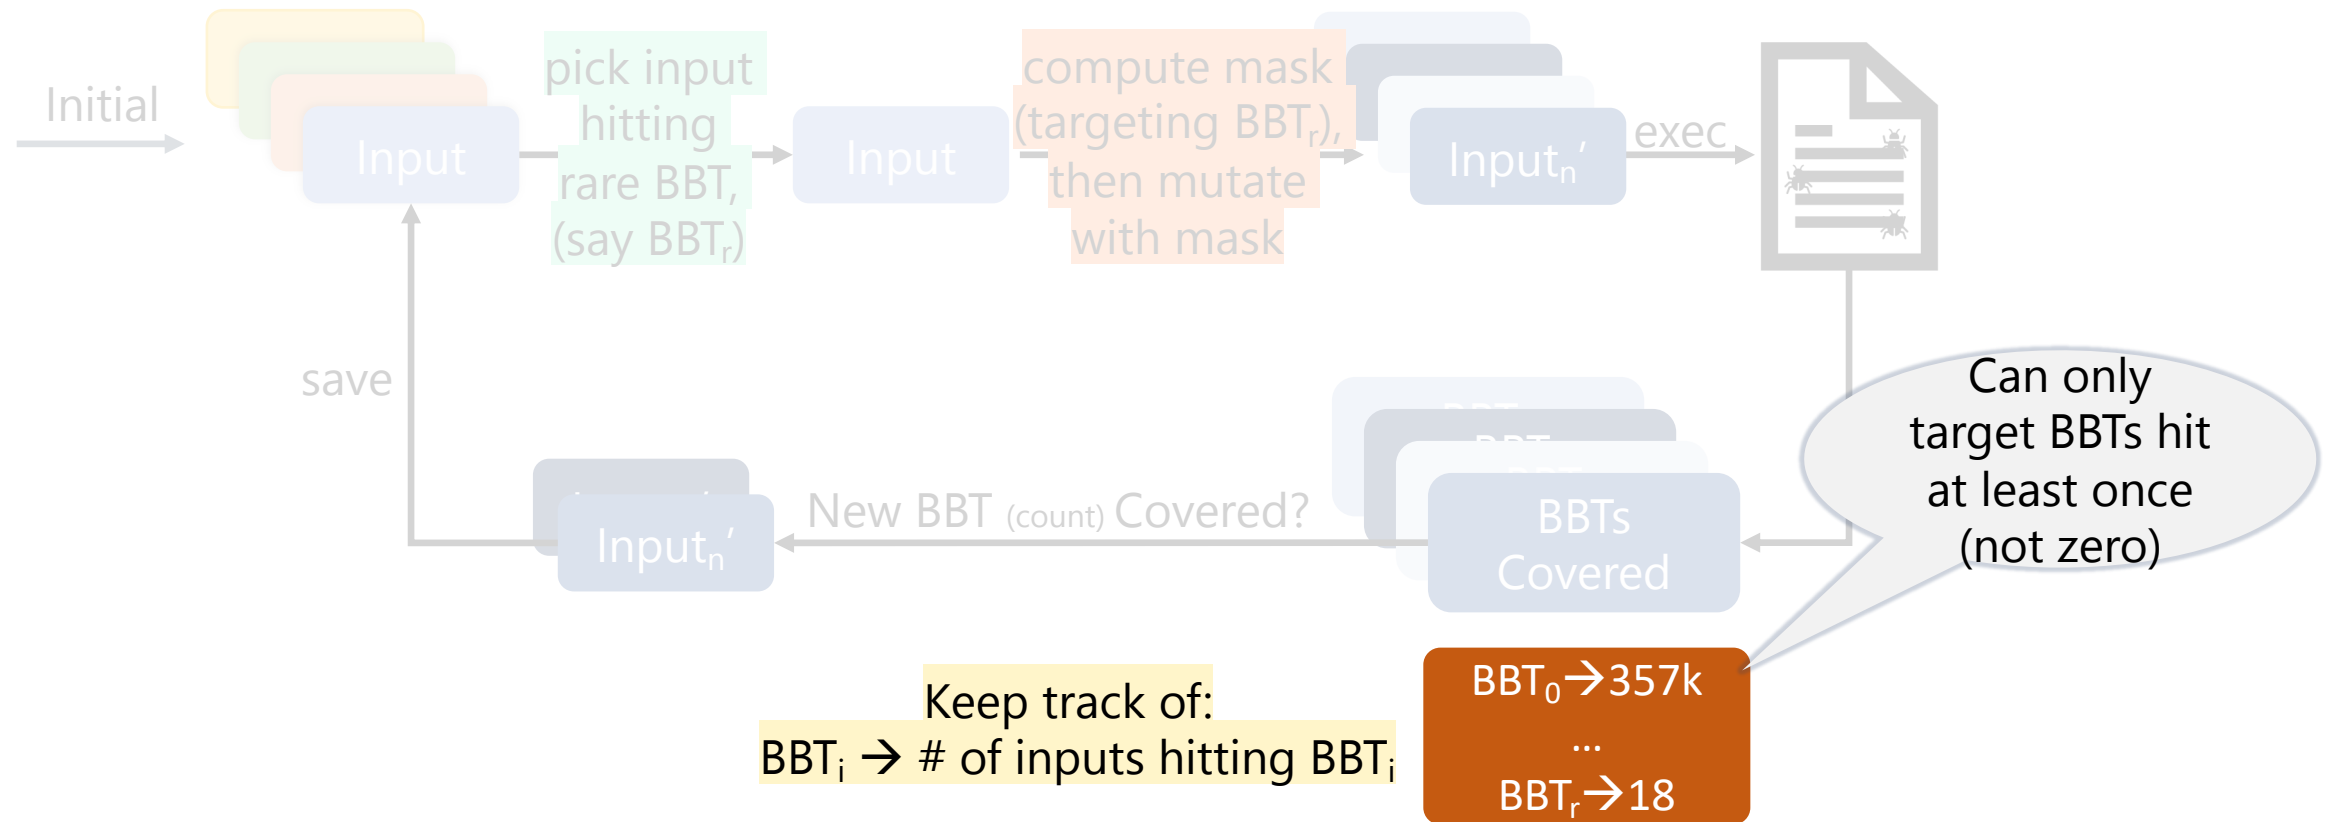 Initial
Input
pick input
hitting
rare BBT,
(say BBTᵣ)
Input
compute mask
(targeting BBTᵣ),
then mutate
with mask
Inputₙ′
exec
save
Inputₙ′
New BBT (count) Covered?
BBTs
Covered
Can only
target BBTs hit
at least once
(not zero)
Keep track of:
BBTᵢ → # of inputs hitting BBTᵢ
BBT₀→357k
...
BBTᵣ→18